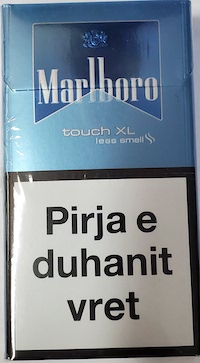 Marlboro
touch XL
less smell
Pirja e
duhanit
vret